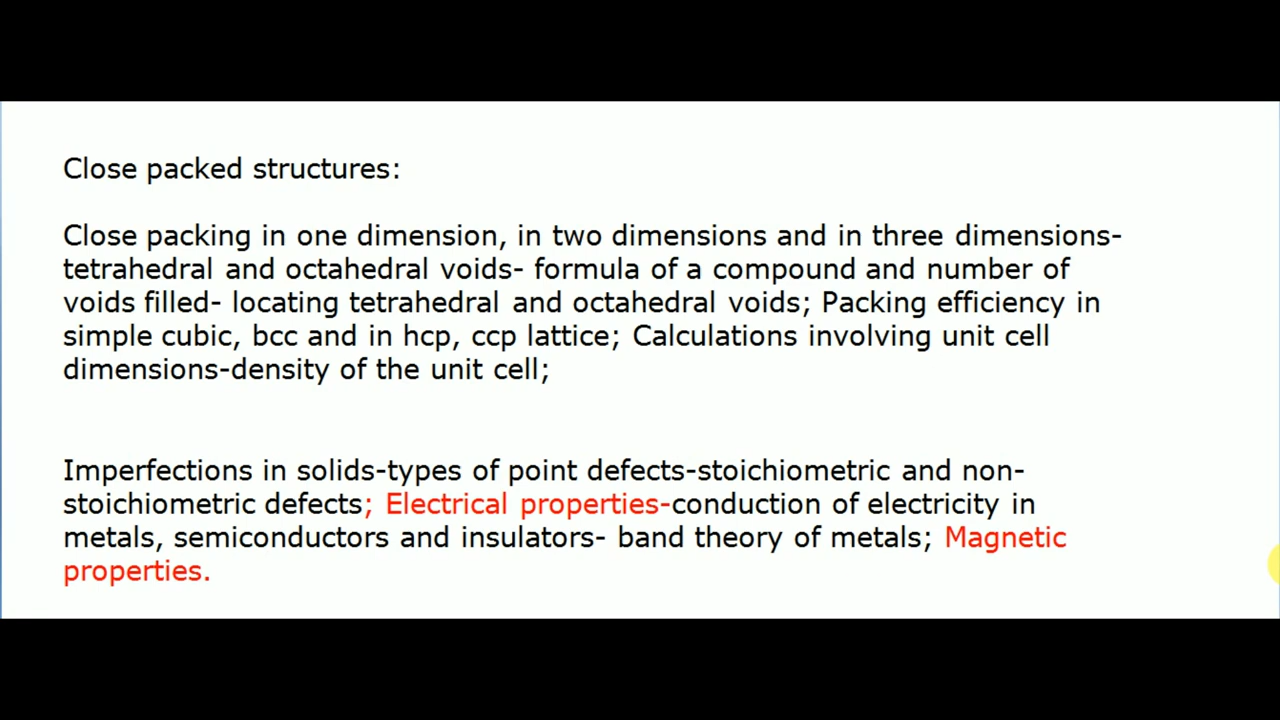 Close packed structures:
Close packing in one dimension, in two dimensions and in three dimensions-
tetrahedral and octahedral voids- formula of a compound and number of
voids filled- locating tetrahedral and octahedral voids; Packing efficiency in
simple cubic, bcc and in hcp, ccp lattice; Calculations involving unit cell
dimensions-density of the unit cell;
Imperfections in solids-types of point defects-stoichiometric and non-
stoichiometric defects; Electrical properties-conduction of electricity in
metals, semiconductors and insulators- band theory of metals; Magnetic
properties.